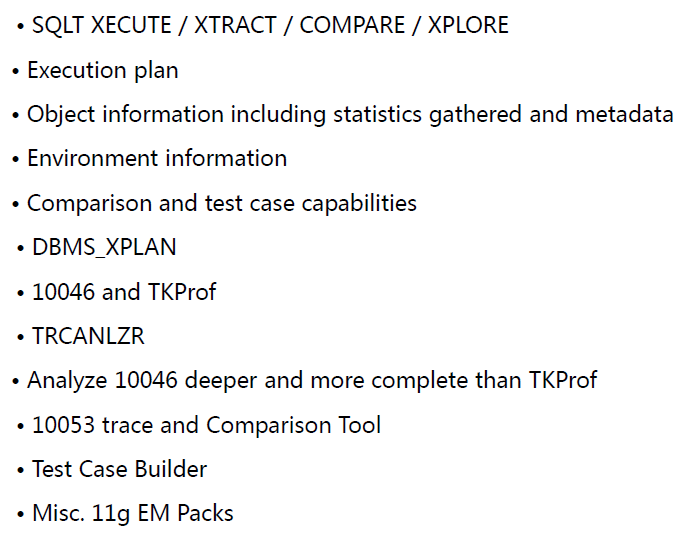 • SQLT XECUTE / XTRACT / COMPARE / XPLORE
• Execution plan
• Object information including statistics gathered and metadata
• Environment information
• Comparison and test case capabilities
• DBMS_XPLAN
• 10046 and TKProf
• TRCANLZR
• Analyze 10046 deeper and more complete than TKProf
• 10053 trace and Comparison Tool
• Test Case Builder
• Misc. 11g EM Packs